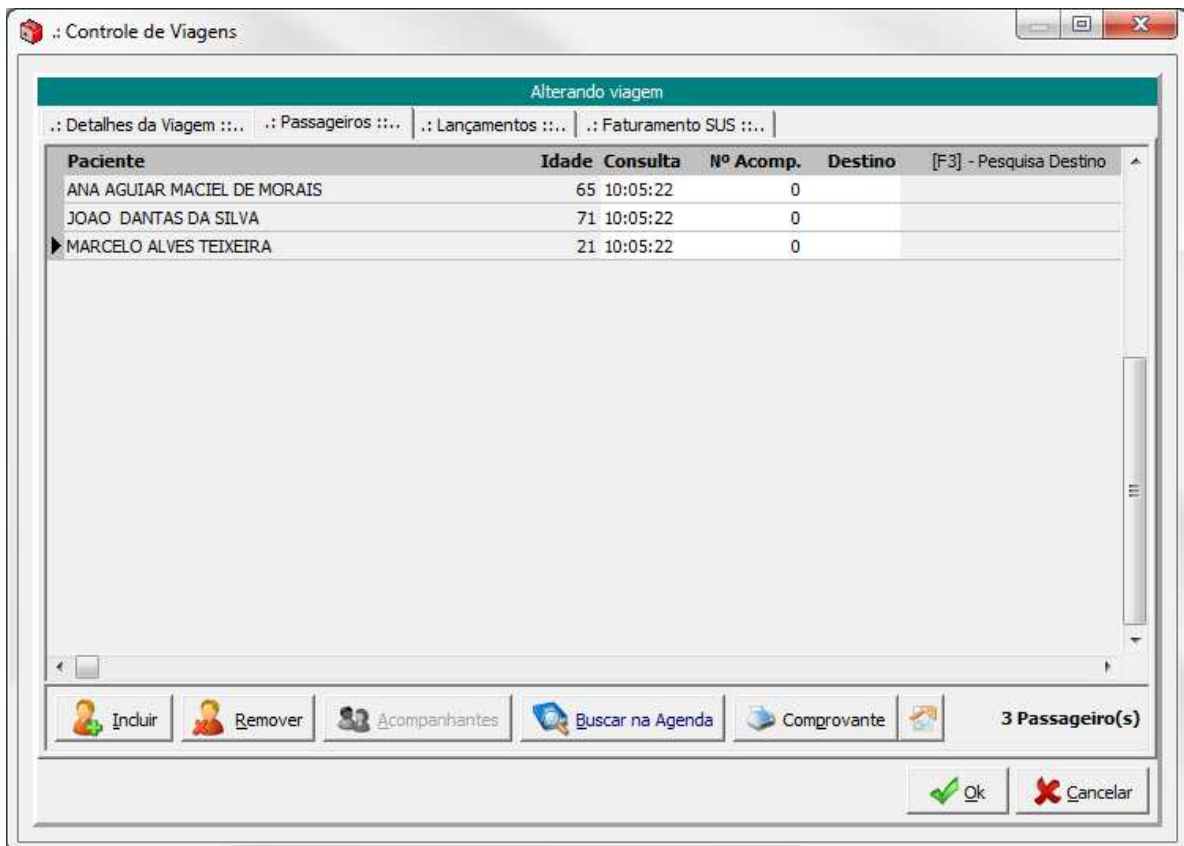 .: Controle de Viagens
Alterando viagem
.: Detalhes da Viagem ::.. .: Passageiros ::.. .: Lançamentos ::.. .: Faturamento SUS ::..
Paciente Idade Consulta Nº Acomp. Destino [F3] - Pesquisa Destino
ANA AGUIAR MACIEL DE MORAIS 65 10:05:22 0
JOAO DANTAS DA SILVA 71 10:05:22 0
MARCELO ALVES TEIXEIRA 21 10:05:22 0
Incluir Remover Acompanhantes Buscar na Agenda Comprovante 3 Passageiro(s)
Ok Cancelar